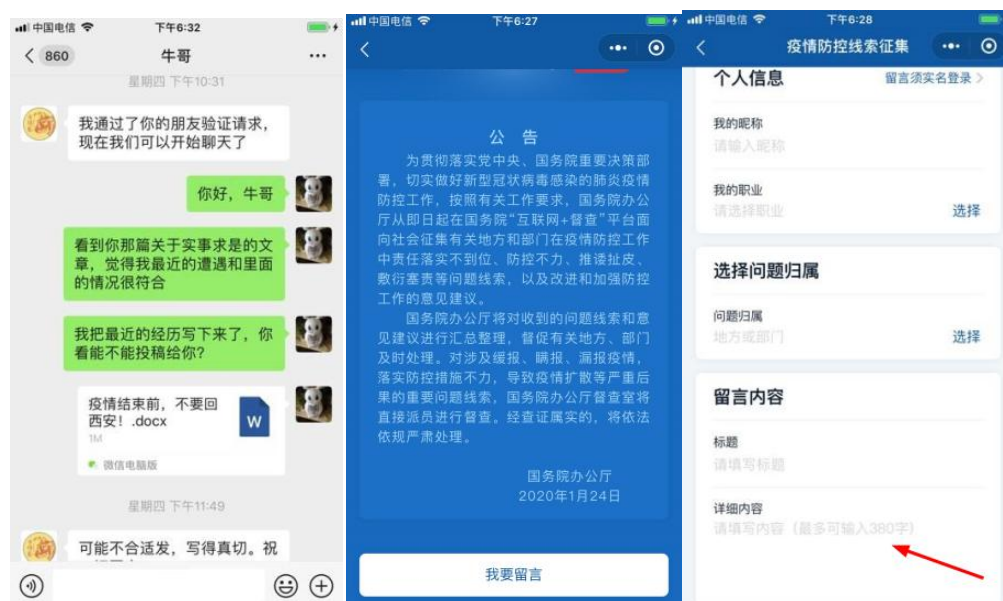 中国电信
下午6:32
860
牛哥
星期四 下午10:31
我通过了你的朋友验证请求，
现在我们可以开始聊天了
你好，牛哥
看到你那篇关于实事求是的文
章，觉得我最近的遭遇和里面
的情况很符合
我把最近的经历写下来了，你
看能不能投稿给你？
疫情结束前，不要回
西安！.docx
W
1M
微信电脑版
星期四 下午11:49
可能不合适发，写得真切。祝
中国电信
下午6:27
公 告
为贯彻落实党中央、国务院重要决策部
署，切实做好新型冠状病毒感染的肺炎疫情
防控工作，按照有关工作要求，国务院办公
厅从即日起在国务院“互联网+督查”平台面
向社会征集有关地方和部门在疫情防控工作
中责任落实不到位、防控不力、推诿扯皮、
敷衍塞责等问题线索，以及改进和加强防控
工作的意见建议。
国务院办公厅将对收到的问题线索和意
见建议进行汇总整理，督促有关地方、部门
及时处理。对涉及缓报、瞒报、漏报疫情，
落实防控措施不力，导致疫情扩散等严重后
果的重要问题线索，国务院办公厅督查室将
直接派员进行督查。经查证属实的，将依法
依规严肃处理。
国务院办公厅
2020年1月24日
我要留言
中国电信
下午6:28
疫情防控线索征集
个人信息
留言须实名登录
我的昵称
请输入昵称
我的职业
请选择职业
选择
选择问题归属
问题归属
地方或部门
选择
留言内容
标题
请填写标题
详细内容
请填写内容（最多可输入380字）